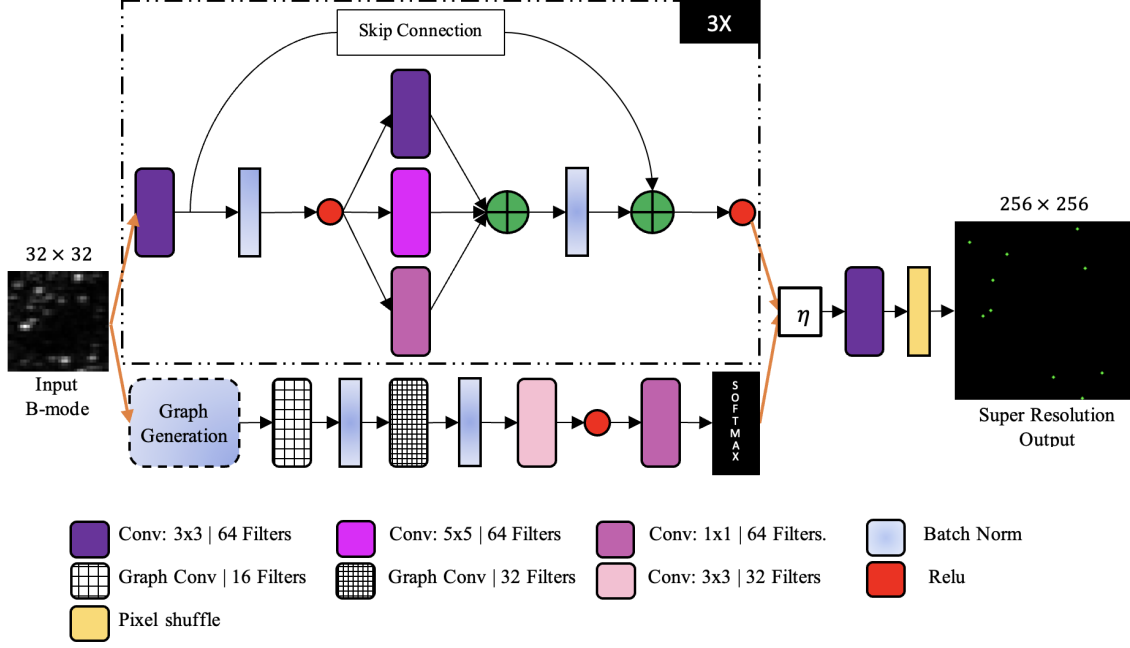 3X
Skip Connection
32 × 32
Input
B-mode
256 × 256
η
Super Resolution
Output
Graph
Generation
SOFTMAX
Conv: 3x3 | 64 Filters
Conv: 5x5 | 64 Filters
Conv: 1x1 | 64 Filters.
Batch Norm
Graph Conv | 16 Filters
Graph Conv | 32 Filters
Conv: 3x3 | 32 Filters
Relu
Pixel shuffle